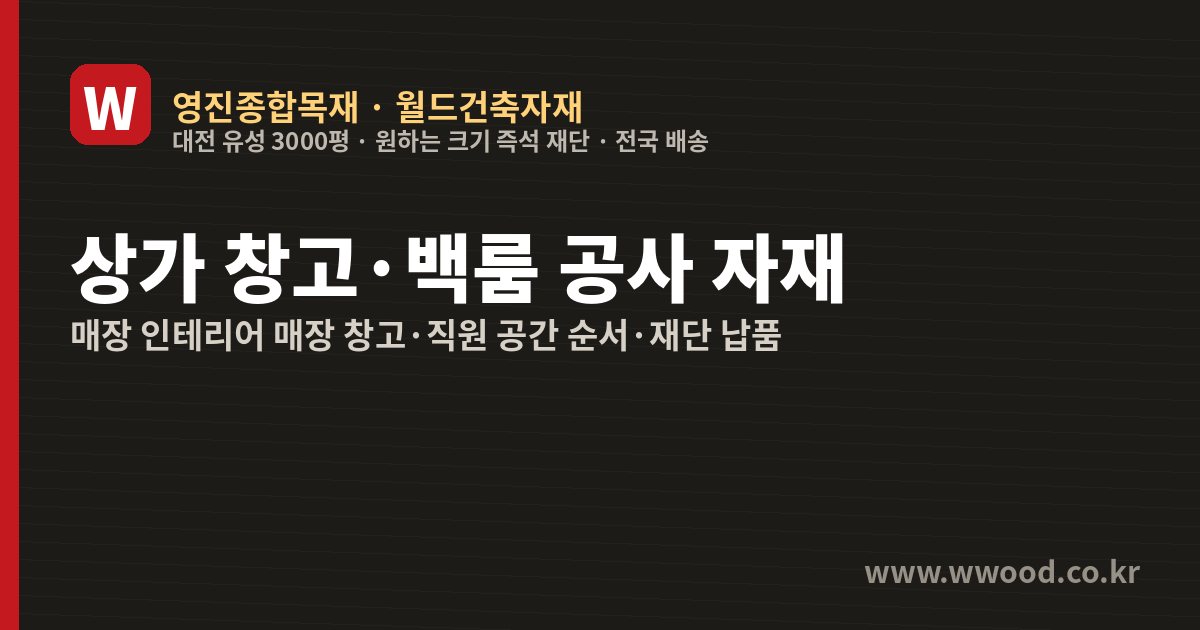 W
영진종합목재 · 월드건축자재
대전 유성 3000평 · 원하는 크기 즉석 재단 · 전국 배송
상가 창고·백룸 공사 자재
매장 인테리어 매장 창고·직원 공간 순서·재단 납품
www.wwood.co.kr